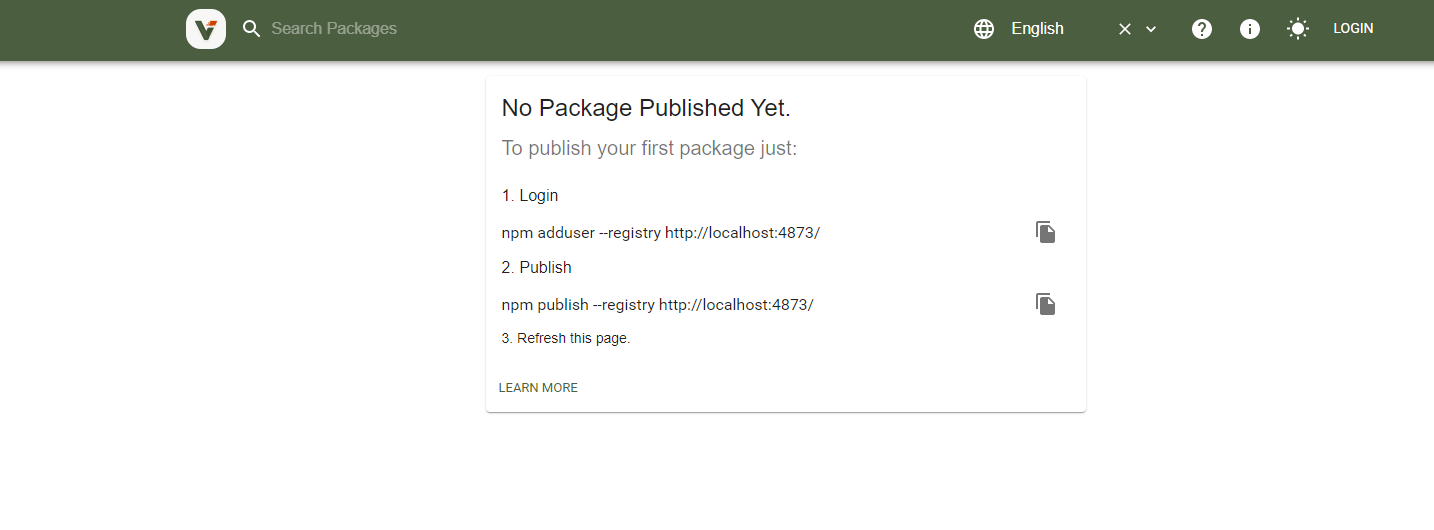 Search Packages
English
LOGIN
No Package Published Yet.
To publish your first package just:
1. Login
npm adduser --registry http://localhost:4873/
2. Publish
npm publish --registry http://localhost:4873/
3. Refresh this page.
LEARN MORE